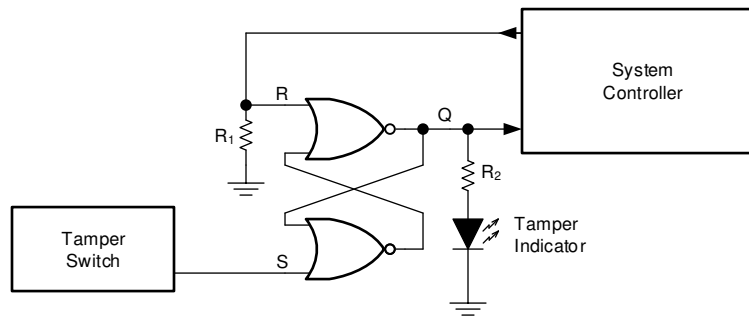 System
Controller
R
Q
R1
R2
Tamper
Indicator
Tamper
Switch
S